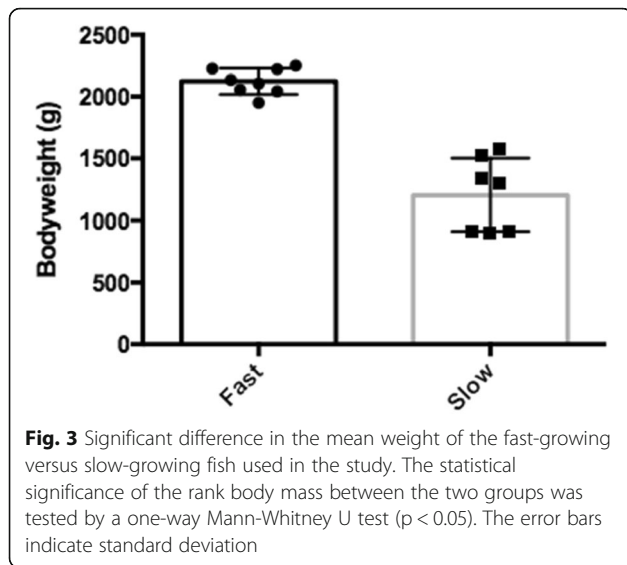 2500
2000
1500
1000
500
0
Bodyweight (g)
Fast
Slow
Fig. 3 Significant difference in the mean weight of the fast-growing
versus slow-growing fish used in the study. The statistical
significance of the rank body mass between the two groups was
tested by a one-way Mann-Whitney U test (p < 0.05). The error bars
indicate standard deviation